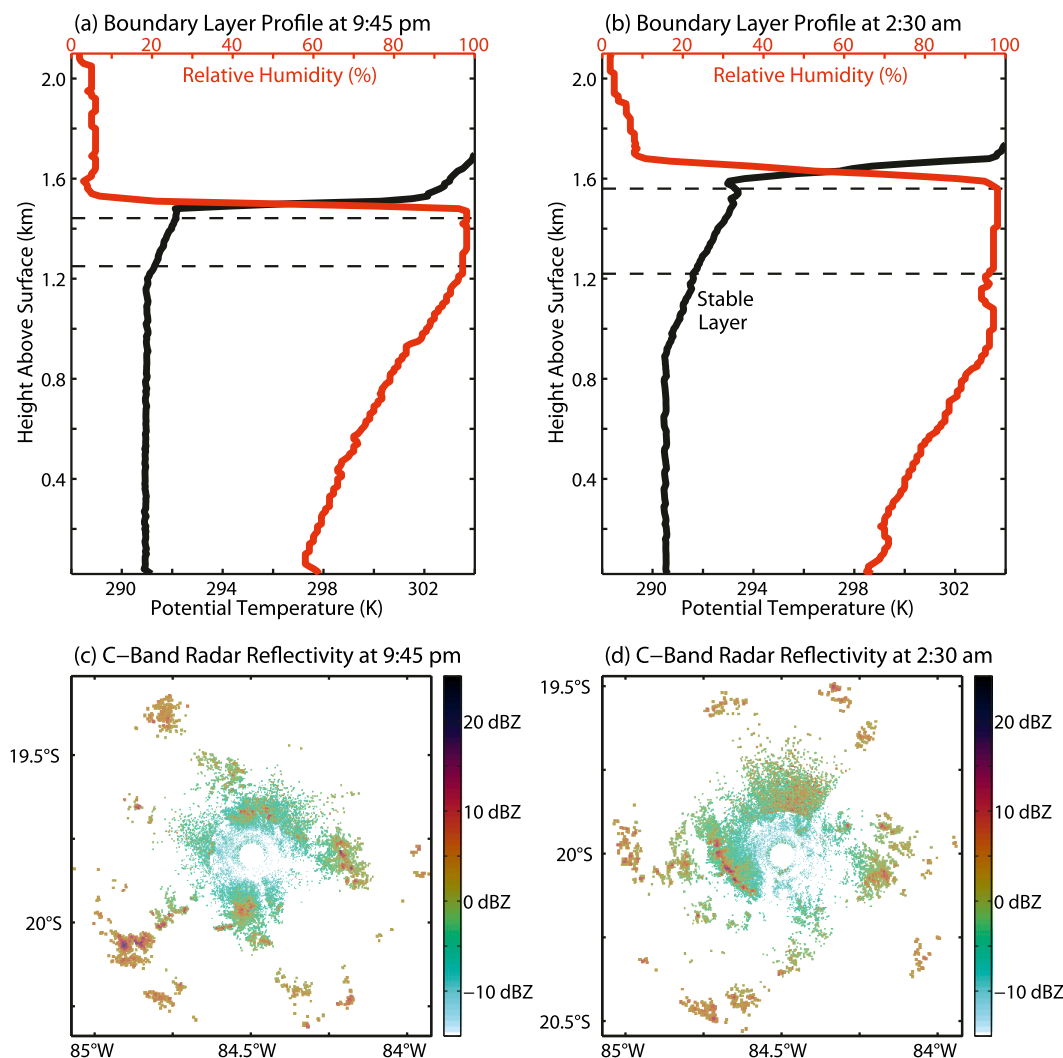 (a) Boundary Layer Profile at 9:45 pm
0 20 40 60 80 100
Relative Humidity (%)
2.0
1.6
1.2
0.8
0.4
Height Above Surface (km)
290 294 298 302
Potential Temperature (K)
(b) Boundary Layer Profile at 2:30 am
0 20 40 60 80 100
Relative Humidity (%)
2.0
1.6
1.2
0.8
0.4
Height Above Surface (km)
Stable
Layer
290 294 298 302
Potential Temperature (K)
(c) C−Band Radar Reflectivity at 9:45 pm
19.5°S
20°S
85°W 84.5°W 84°W
20 dBZ
10 dBZ
0 dBZ
−10 dBZ
(d) C−Band Radar Reflectivity at 2:30 am
19.5°S
20°S
20.5°S
85°W 84.5°W 84°W
20 dBZ
10 dBZ
0 dBZ
−10 dBZ